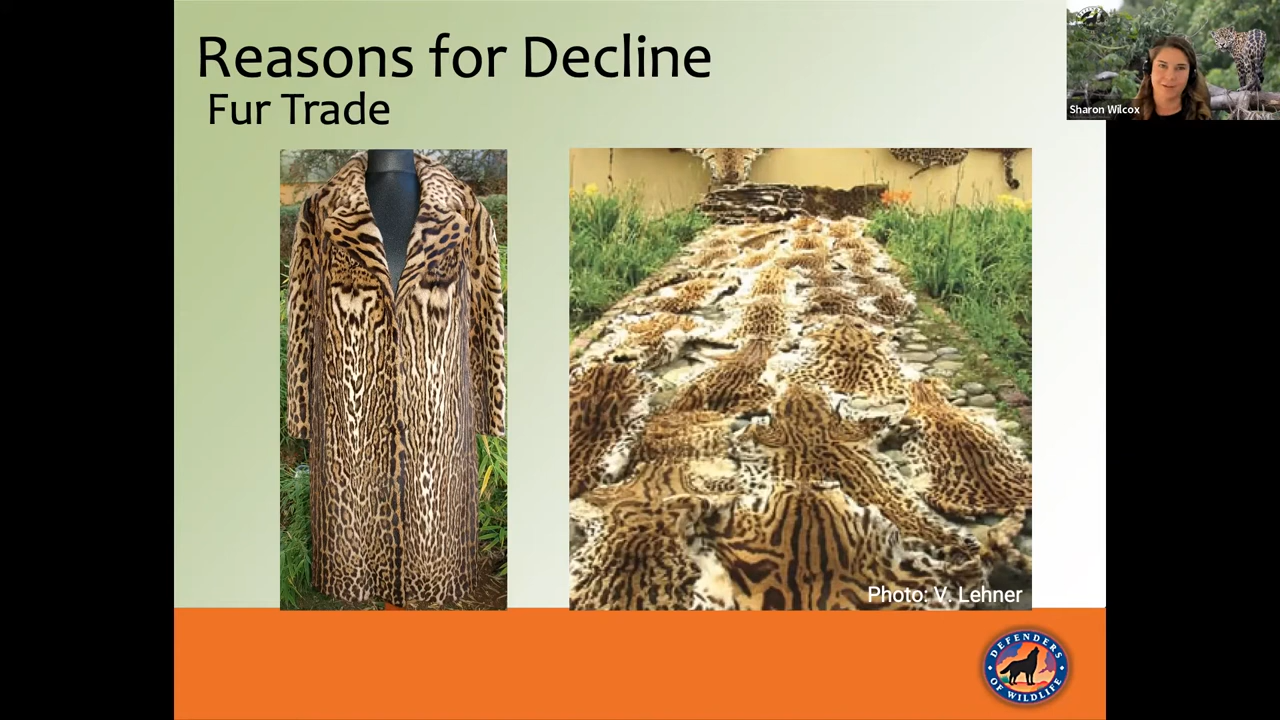 Reasons for Decline
Fur Trade
Sharon Wilcox
Photo: V. Lehner
DEFENDERS
OF WILDLIFE